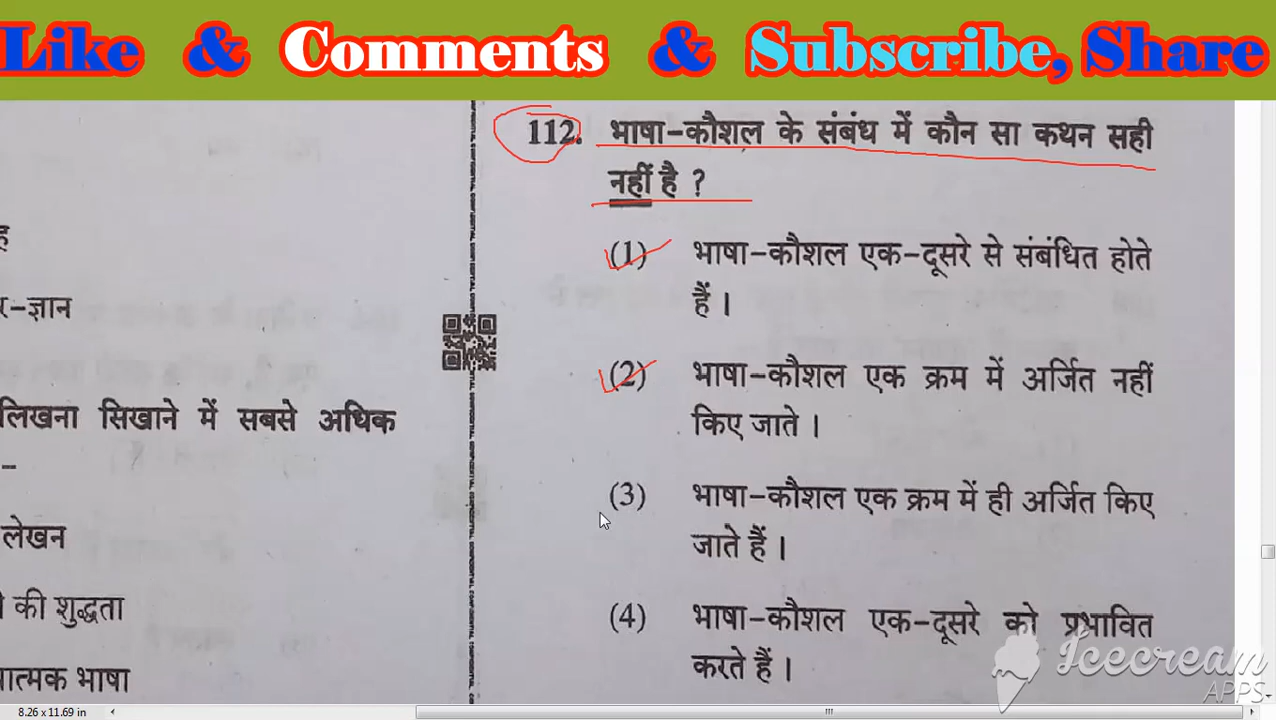 Like & Comments & Subscribe, Share
र-ज्ञान
लिखना सिखाने में सबसे अधिक
–
लेखन
की शुद्धता
ात्मक भाषा
112. भाषा-कौशल के संबंध में कौन सा कथन सही
नहीं है ?
(1) भाषा-कौशल एक-दूसरे से संबंधित होते
हैं ।
(2) भाषा-कौशल एक क्रम में अर्जित नहीं
किए जाते ।
(3) भाषा-कौशल एक क्रम में ही अर्जित किए
जाते हैं ।
(4) भाषा-कौशल एक-दूसरे को प्रभावित
करते हैं ।
Icecream
APPS
8.26 x 11.69 in